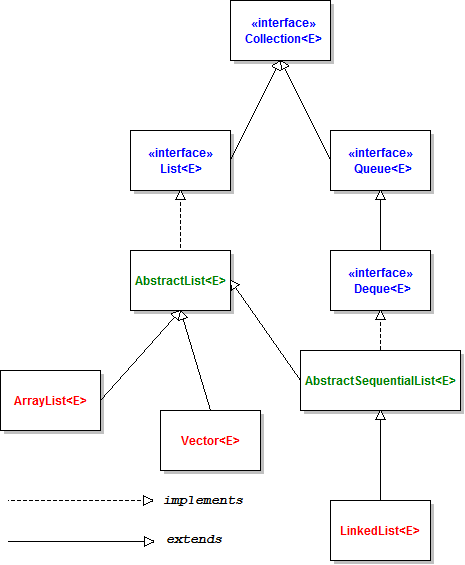 «interface»
Collection<E>
«interface»
List<E>
«interface»
Queue<E>
AbstractList<E>
«interface»
Deque<E>
AbstractSequentialList<E>
ArrayList<E>
Vector<E>
LinkedList<E>
implements
extends